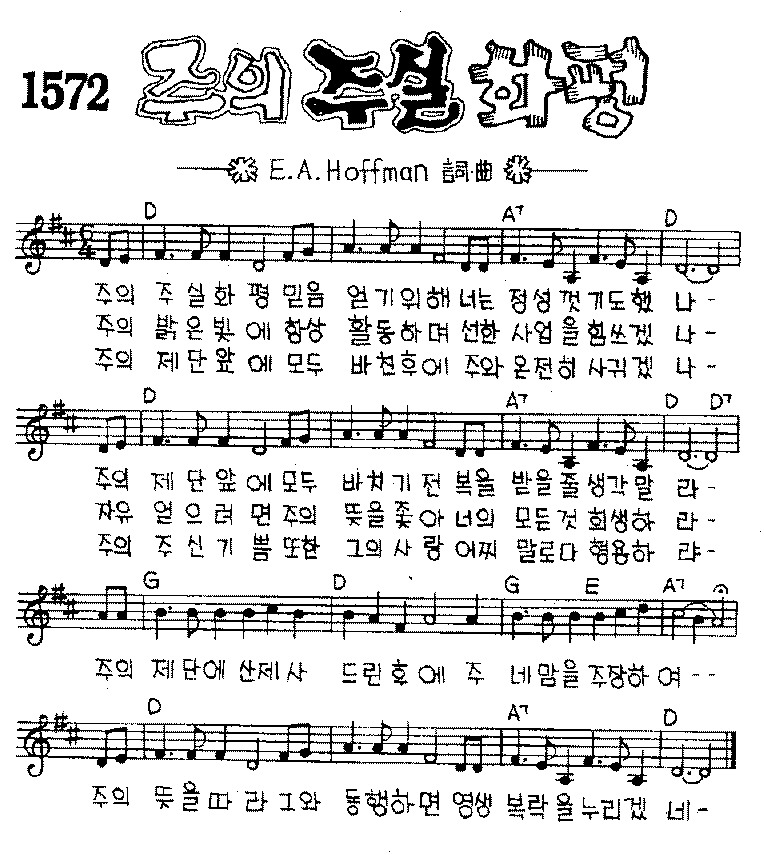 1572 주의 주실 화평
E.A.Hoffman 詞·曲
D A7 D
주의 주 실 화 평 믿음 얻 기 위 해 너는 정성 껏 기도했 나 -
주의 밝 은 빛 에 항상 활 동 하 며 선한 사업 을 힘쓰겠 나 -
주의 제 단 앞 에 모두 바 친 후 에 주와 온전 히 사귀겠 나 -
D A7 D D7
주의 제 단 앞 에 모두 바 치 기 전 복을 받을 줄 생각 말 라 -
자유 얻 으 려 면 주의 뜻 을 좇 아 너의 모든 것 희생하 라 -
주의 주 신 기 쁨 또한 그 의 사 랑 어찌 말로 다 형용하 랴 -
G D G E A7
주의 제 단 에 산 제 사 드 린 후 에 주 네 맘 을 주장하 여 - -
D A7 D
주의 뜻 을 따 라 그와 동 행 하 면 영생 복락 을 누리겠 네 -